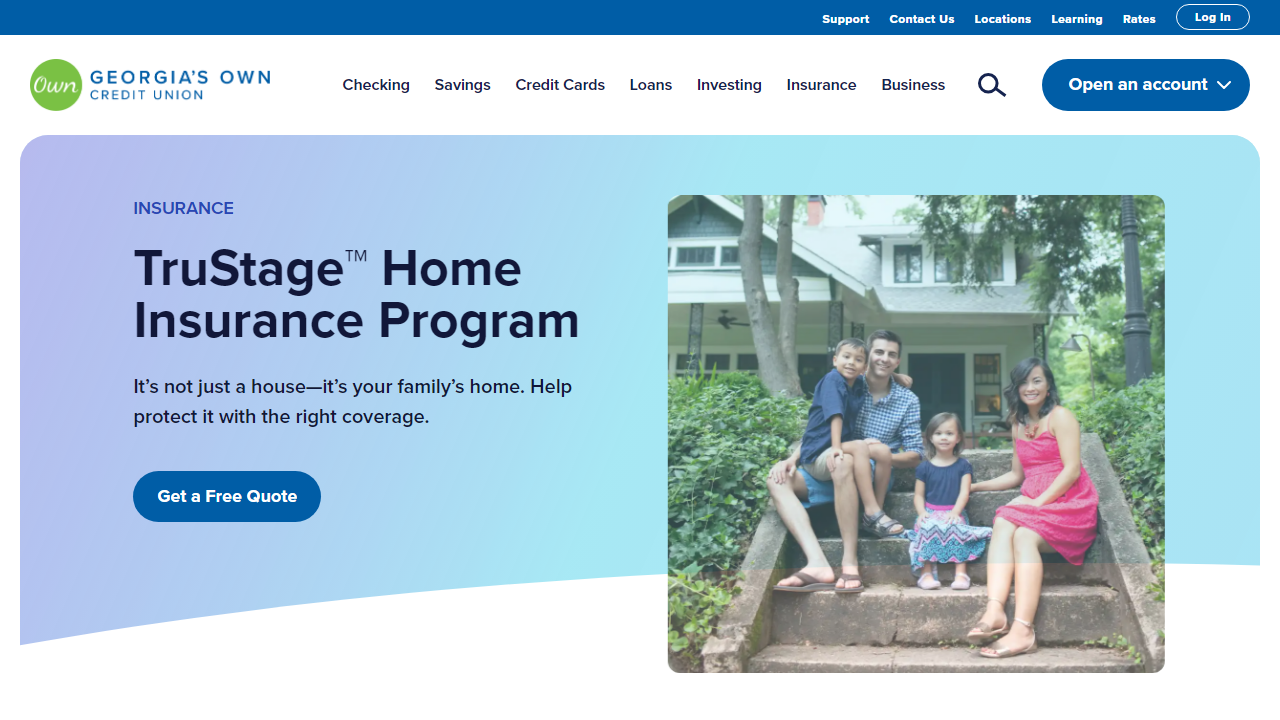 Support Contact Us Locations Learning Rates Log In
Own GEORGIA'S OWN
CREDIT UNION
Checking Savings Credit Cards Loans Investing Insurance Business
Open an account
INSURANCE
TruStage™ Home
Insurance Program
It’s not just a house—it’s your family’s home. Help
protect it with the right coverage.
Get a Free Quote